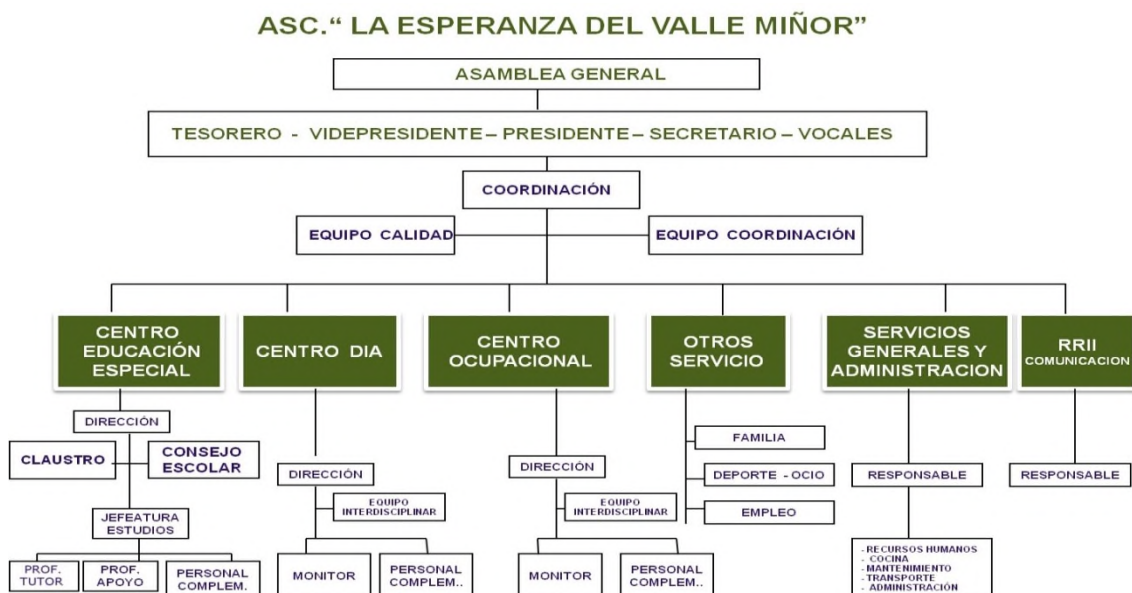 ASC.“ LA ESPERANZA DEL VALLE MIÑOR”
ASAMBLEA GENERAL
TESORERO - VIDEPRESIDENTE – PRESIDENTE – SECRETARIO – VOCALES
COORDINACIÓN
EQUIPO CALIDAD
EQUIPO COORDINACIÓN
CENTRO
EDUCACIÓN
ESPECIAL
CENTRO DIA
CENTRO
OCUPACIONAL
OTROS
SERVICIO
SERVICIOS
GENERALES Y
ADMINISTRACION
RRII
COMUNICACION
DIRECCIÓN
CLAUSTRO
CONSEJO
ESCOLAR
JEFEATURA
ESTUDIOS
PROF.
TUTOR
PROF.
APOYO
PERSONAL
COMPLEM.
DIRECCIÓN
EQUIPO
INTERDISCIPLINAR
MONITOR
PERSONAL
COMPLEM..
DIRECCIÓN
EQUIPO
INTERDISCIPLINAR
MONITOR
PERSONAL
COMPLEM..
FAMILIA
DEPORTE - OCIO
EMPLEO
RESPONSABLE
- RECURSOS HUMANOS
- COCINA
- MANTENIMIENTO
- TRANSPORTE
- ADMINISTRACIÓN
RESPONSABLE